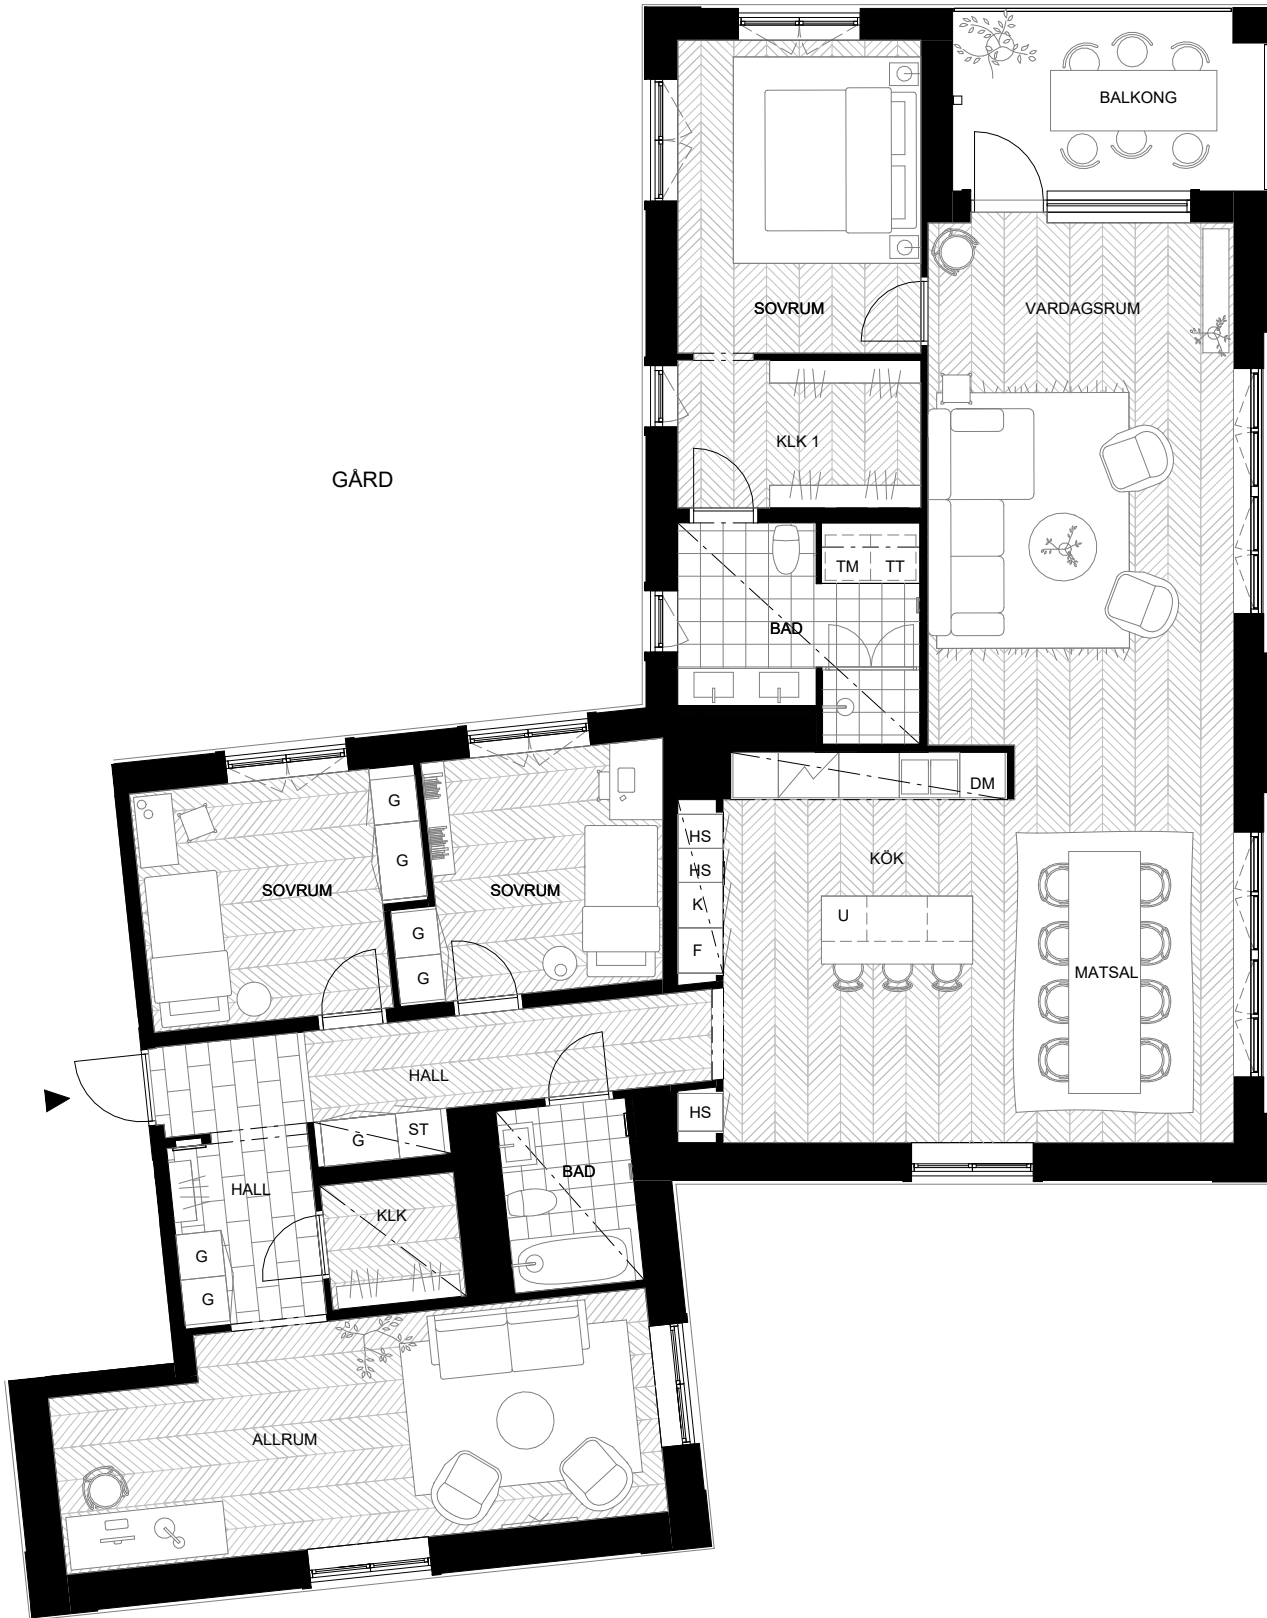 BALKONG
SOVRUM
VARDAGSRUM
KLK 1
GÅRD
TM
TT
BAD
DM
G
HS
KÖK
G
SOVRUM
SOVRUM
HS
K
U
G
F
MATSAL
G
HALL
HS
G
ST
BAD
HALL
KLK
G
G
ALLRUM